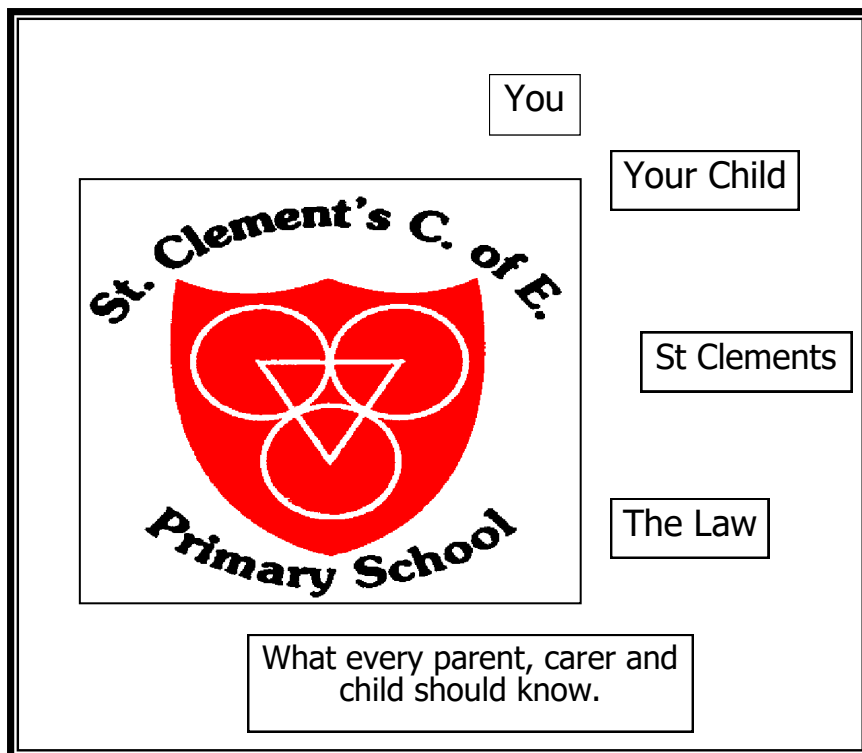 You
Your Child
St. Clement's C. of E.
Primary School
St Clements
The Law
What every parent, carer and
child should know.